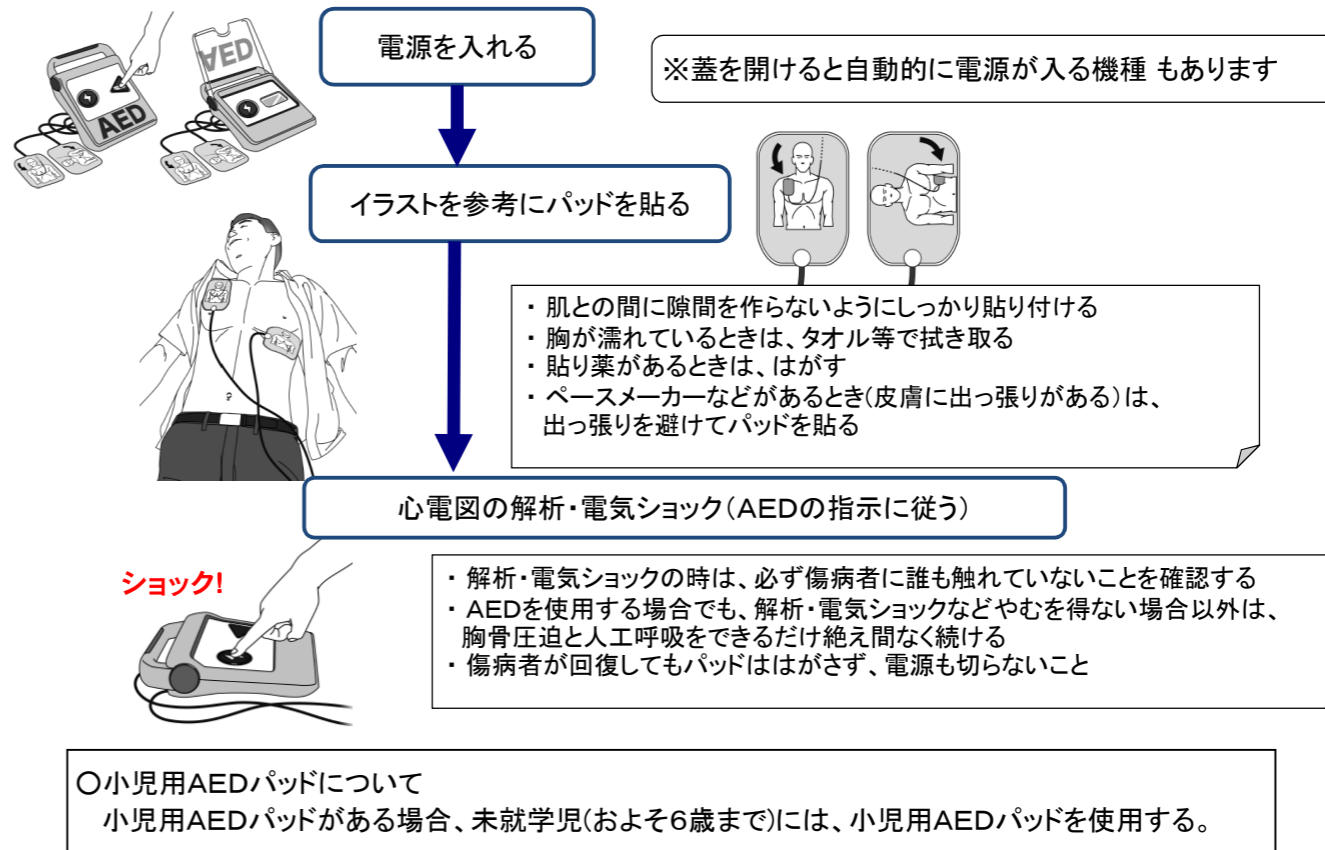 AED
AED
電源を入れる
※蓋を開けると自動的に電源が入る機種 もあります
イラストを参考にパッドを貼る
・ 肌との間に隙間を作らないようにしっかり貼り付ける
・ 胸が濡れているときは、タオル等で拭き取る
・ 貼り薬があるときは、はがす
・ ペースメーカーなどがあるとき(皮膚に出っ張りがある)は、
出っ張りを避けてパッドを貼る
心電図の解析・電気ショック(AEDの指示に従う)
ショック!
・ 解析・電気ショックの時は、必ず傷病者に誰も触れていないことを確認する
・ AEDを使用する場合でも、解析・電気ショックなどやむを得ない場合以外は、
胸骨圧迫と人工呼吸をできるだけ絶え間なく続ける
・ 傷病者が回復してもパッドははがさず、電源も切らないこと
○小児用AEDパッドについて
小児用AEDパッドがある場合、未就学児(およそ6歳まで)には、小児用AEDパッドを使用する。